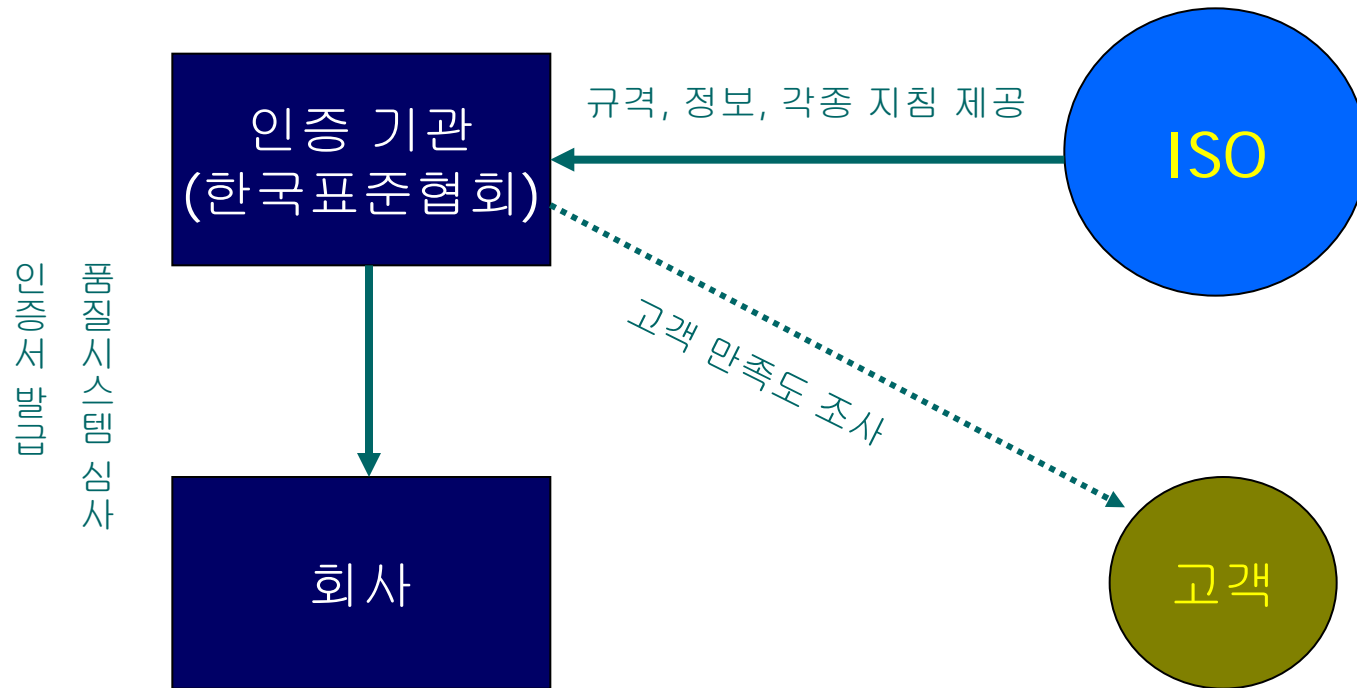 인증 기관
(한국표준협회)
규격, 정보, 각종 지침 제공
ISO
품질시스템 심사
인증서 발급
고객 만족도 조사
회사
고객